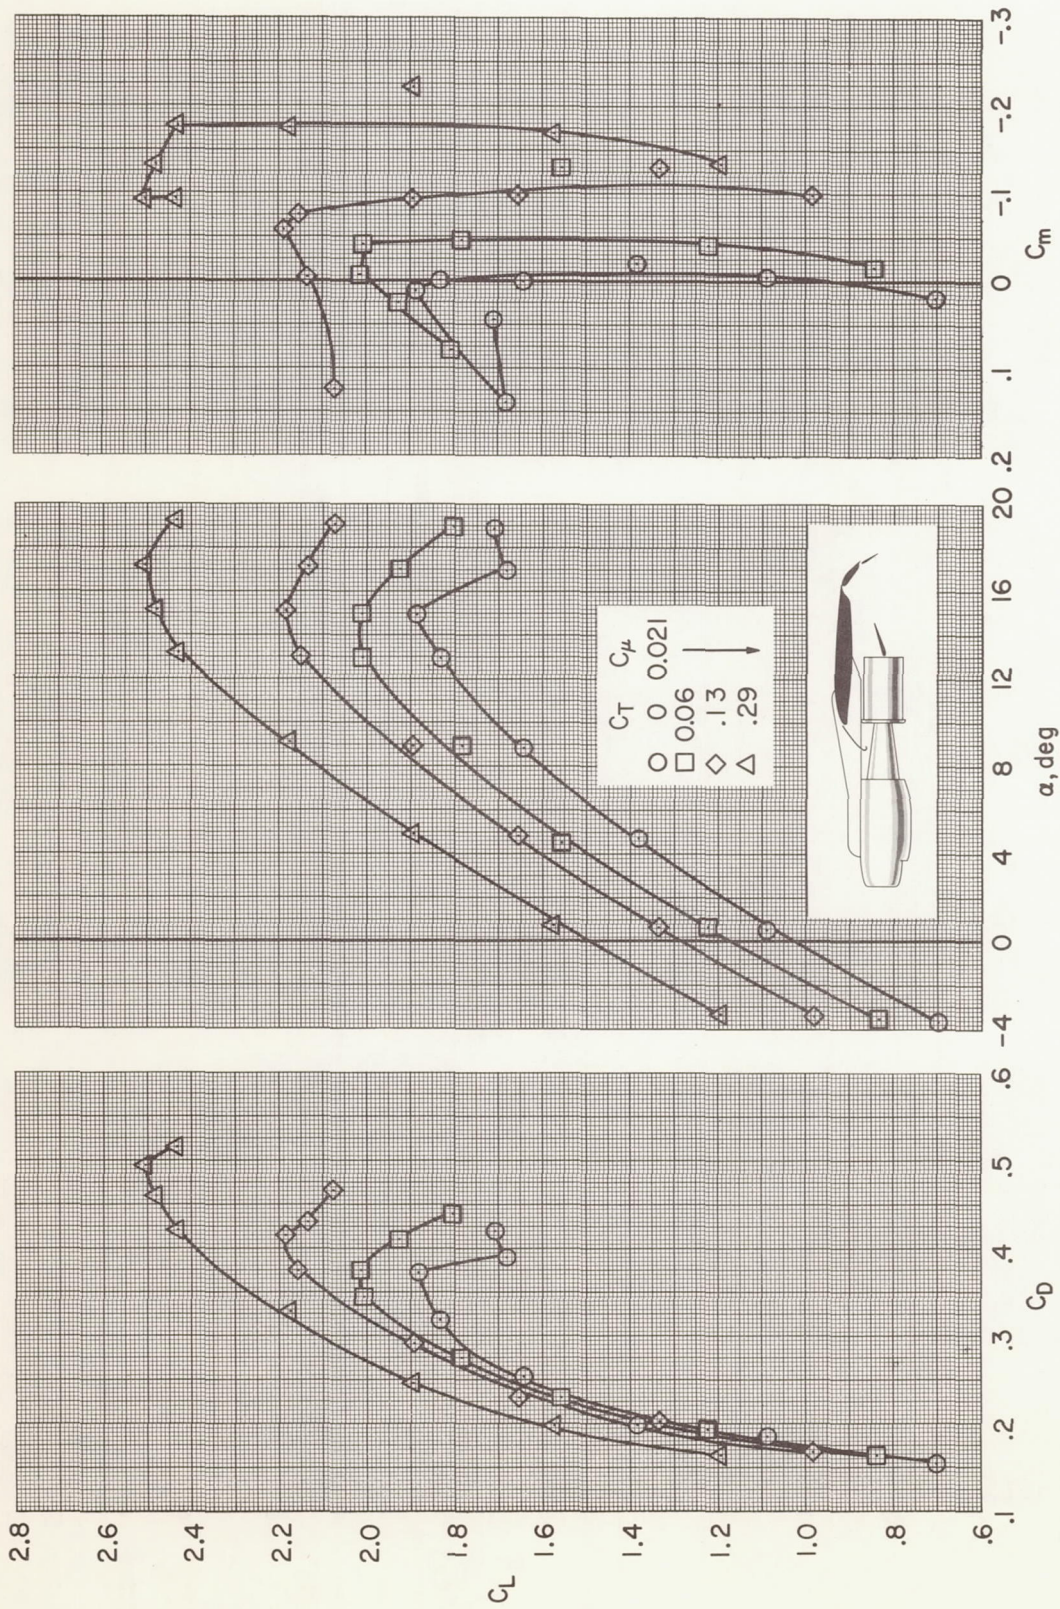 2.8
2.6
2.4
2.2
2.0
1.8
1.6
1.4
1.2
1.0
.8
.6
C_L
.1 .2 .3 .4 .5 .6
C_D
-4 0 4 8 12 16 20
α, deg
.2 .1 0 -.1 -.2 -.3
C_m
C_T C_μ
○ 0 0.021
□ 0.06
◇ .13
△ .29